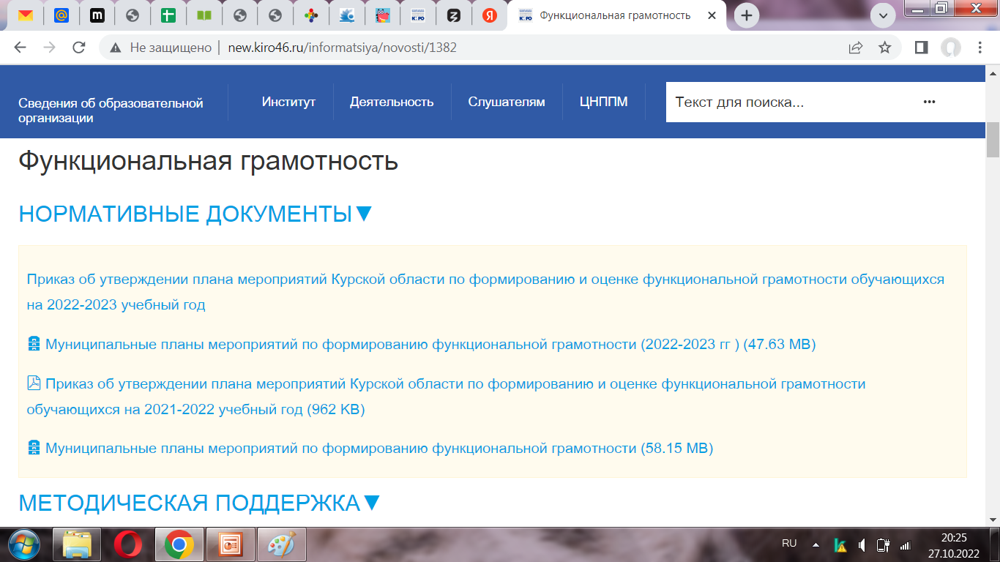 Функциональная грамотность
Не защищено
new.kiro46.ru/informatsiya/novosti/1382
Сведения об образовательной
организации
Институт
Деятельность
Слушателям
ЦНППМ
Текст для поиска...
Функциональная грамотность
НОРМАТИВНЫЕ ДОКУМЕНТЫ▼
Приказ об утверждении плана мероприятий Курской области по формированию и оценке функциональной грамотности обучающихся
на 2022-2023 учебный год
Муниципальные планы мероприятий по формированию функциональной грамотности (2022-2023 гг ) (47.63 MB)
Приказ об утверждении плана мероприятий Курской области по формированию и оценке функциональной грамотности
обучающихся на 2021-2022 учебный год (962 KB)
Муниципальные планы мероприятий по формированию функциональной грамотности (58.15 MB)
МЕТОДИЧЕСКАЯ ПОДДЕРЖКА▼
RU
20:25
27.10.2022